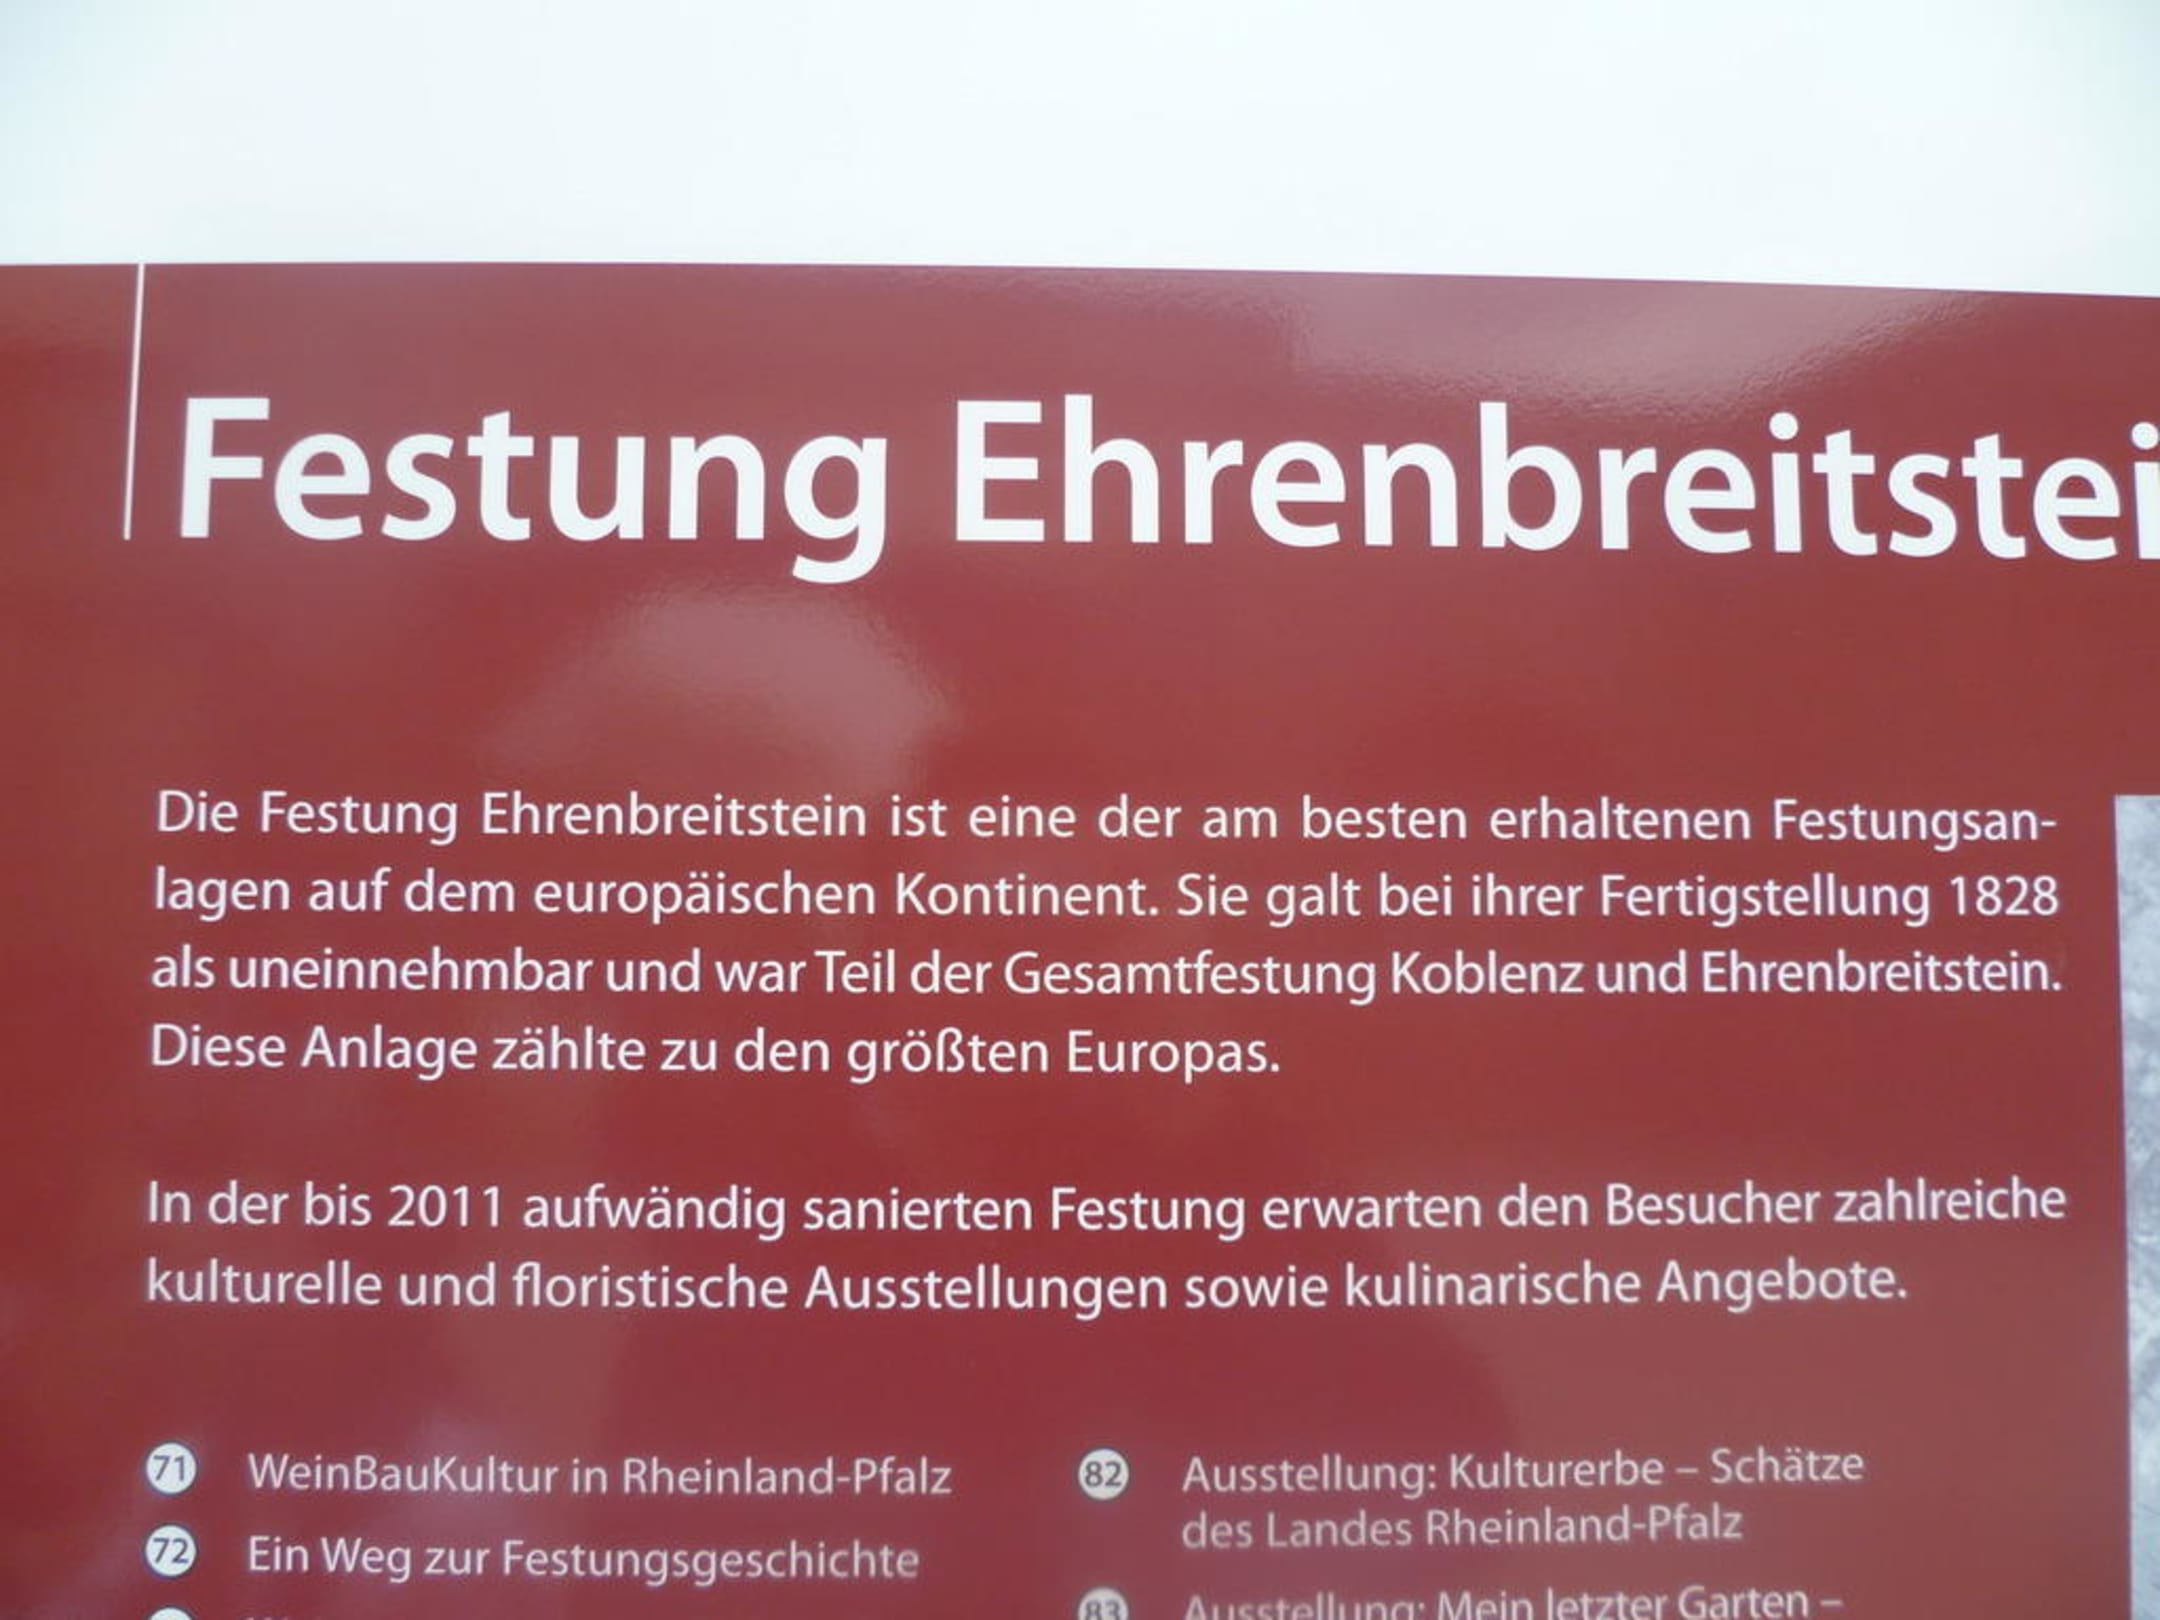 Festung Ehrenbreitstei
Die Festung Ehrenbreitstein ist eine der am besten erhaltenen Festungsan-
lagen auf dem europäischen Kontinent. Sie galt bei ihrer Fertigstellung 1828
als uneinnehmbar und war Teil der Gesamtfestung Koblenz und Ehrenbreitstein.
Diese Anlage zählte zu den größten Europas.
In der bis 2011 aufwändig sanierten Festung erwarten den Besucher zahlreiche
kulturelle und floristische Ausstellungen sowie kulinarische Angebote.
71 WeinBauKultur in Rheinland-Pfalz
72 Ein Weg zur Festungsgeschichte
82 Ausstellung: Kulturerbe – Schätze
des Landes Rheinland-Pfalz
83 Ausstellung: Mein letzter Garten –